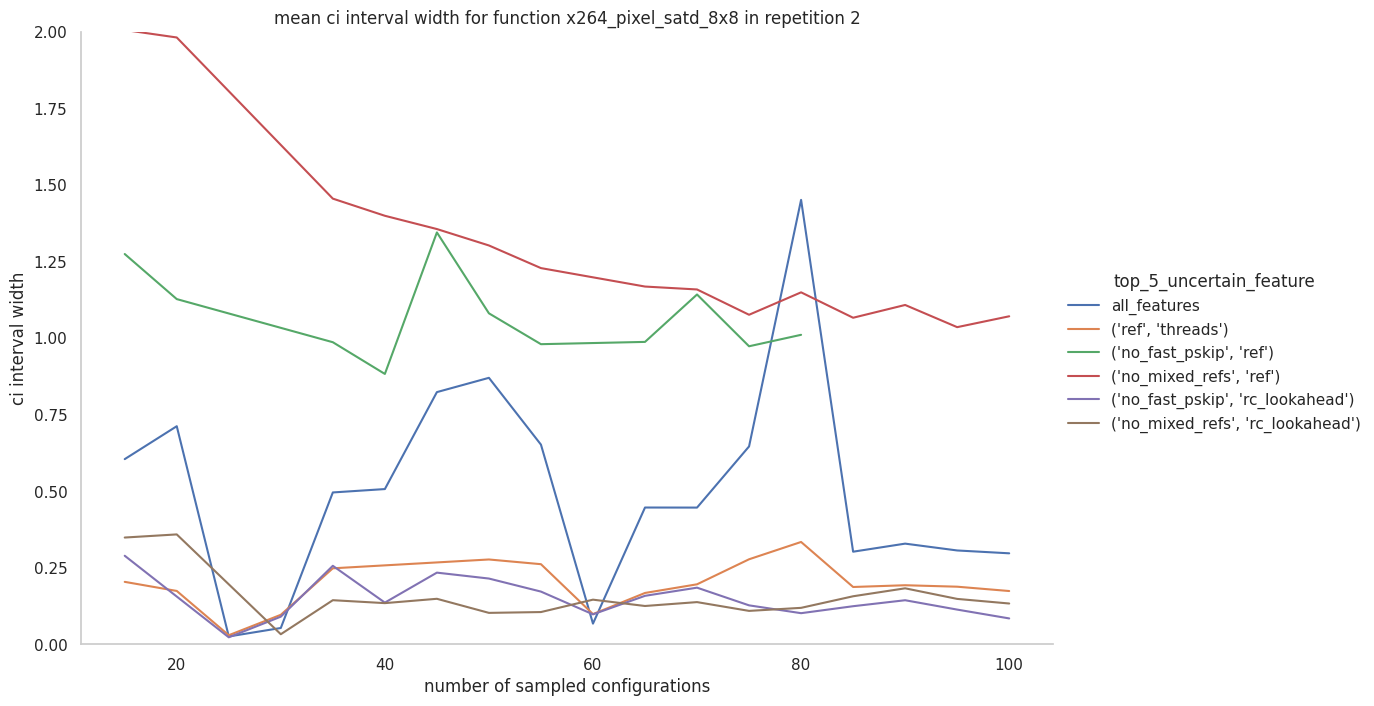 mean ci interval width for function x264_pixel_satd_8x8 in repetition 2
2.00
1.75
1.50
1.25
1.00
0.75
0.50
0.25
0.00
ci interval width
20 40 60 80 100
number of sampled configurations
top_5_uncertain_feature
all_features
('ref', 'threads')
('no_fast_pskip', 'ref')
('no_mixed_refs', 'ref')
('no_fast_pskip', 'rc_lookahead')
('no_mixed_refs', 'rc_lookahead')